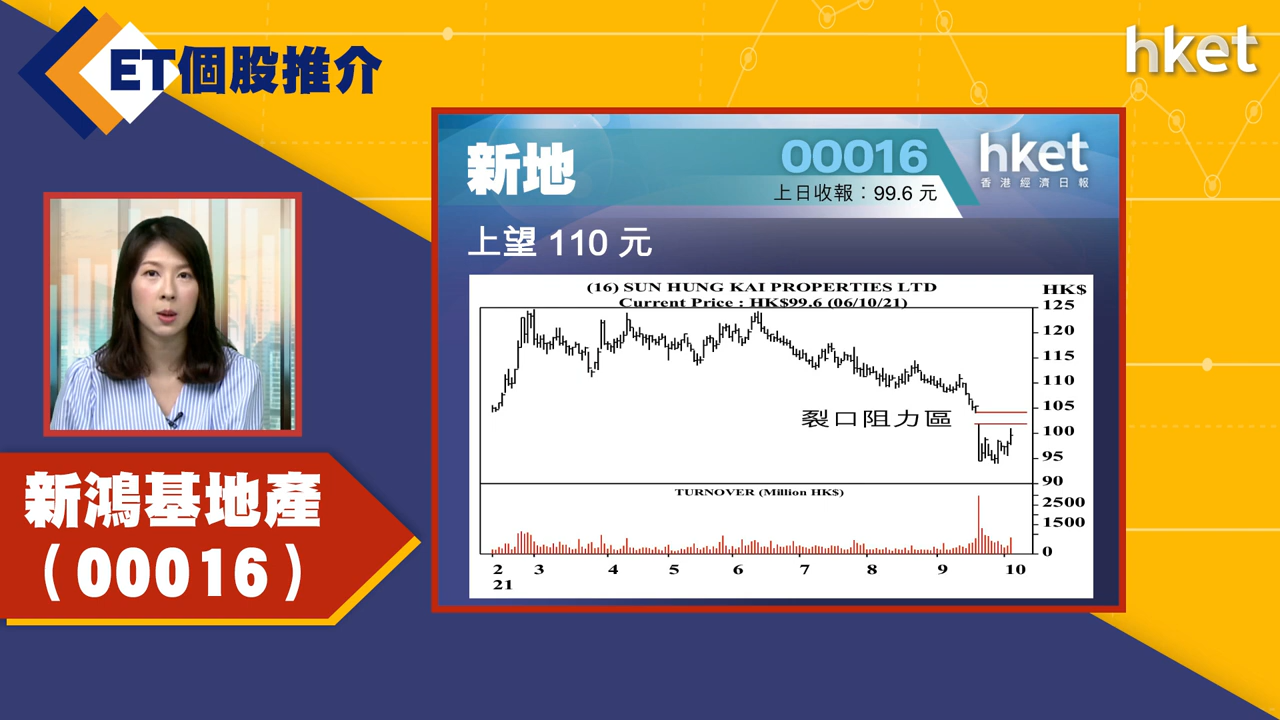 ET個股推介
hket
新地
00016
上日收報：99.6 元
hket
香港經濟日報
上望 110 元
(16) SUN HUNG KAI PROPERTIES LTD
Current Price : HK$99.6 (06/10/21)
HK$
125
120
115
110
105
裂口阻力區
100
95
90
TURNOVER (Million HK$)
2500
1500
0
2 3 4 5 6 7 8 9 10
21
新鴻基地產
（00016）